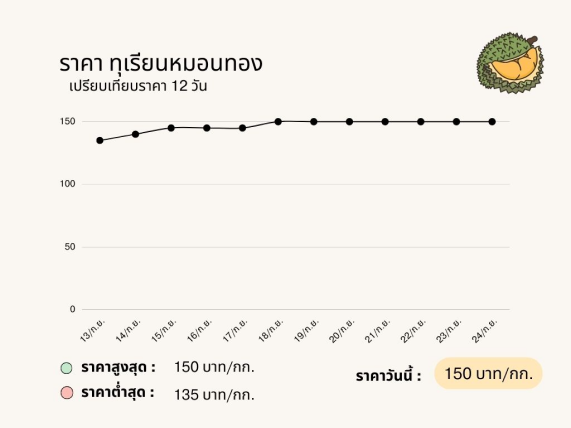 ราคา ทุเรียนหมอนทอง
เปรียบเทียบราคา 12 วัน
150
100
50
0
13/ก.ย.
14/ก.ย.
15/ก.ย.
16/ก.ย.
17/ก.ย.
18/ก.ย.
19/ก.ย.
20/ก.ย.
21/ก.ย.
22/ก.ย.
23/ก.ย.
24/ก.ย.
ราคาสูงสุด : 150 บาท/กก.
ราคาต่ำสุด : 135 บาท/กก.
ราคาวันนี้ : 150 บาท/กก.